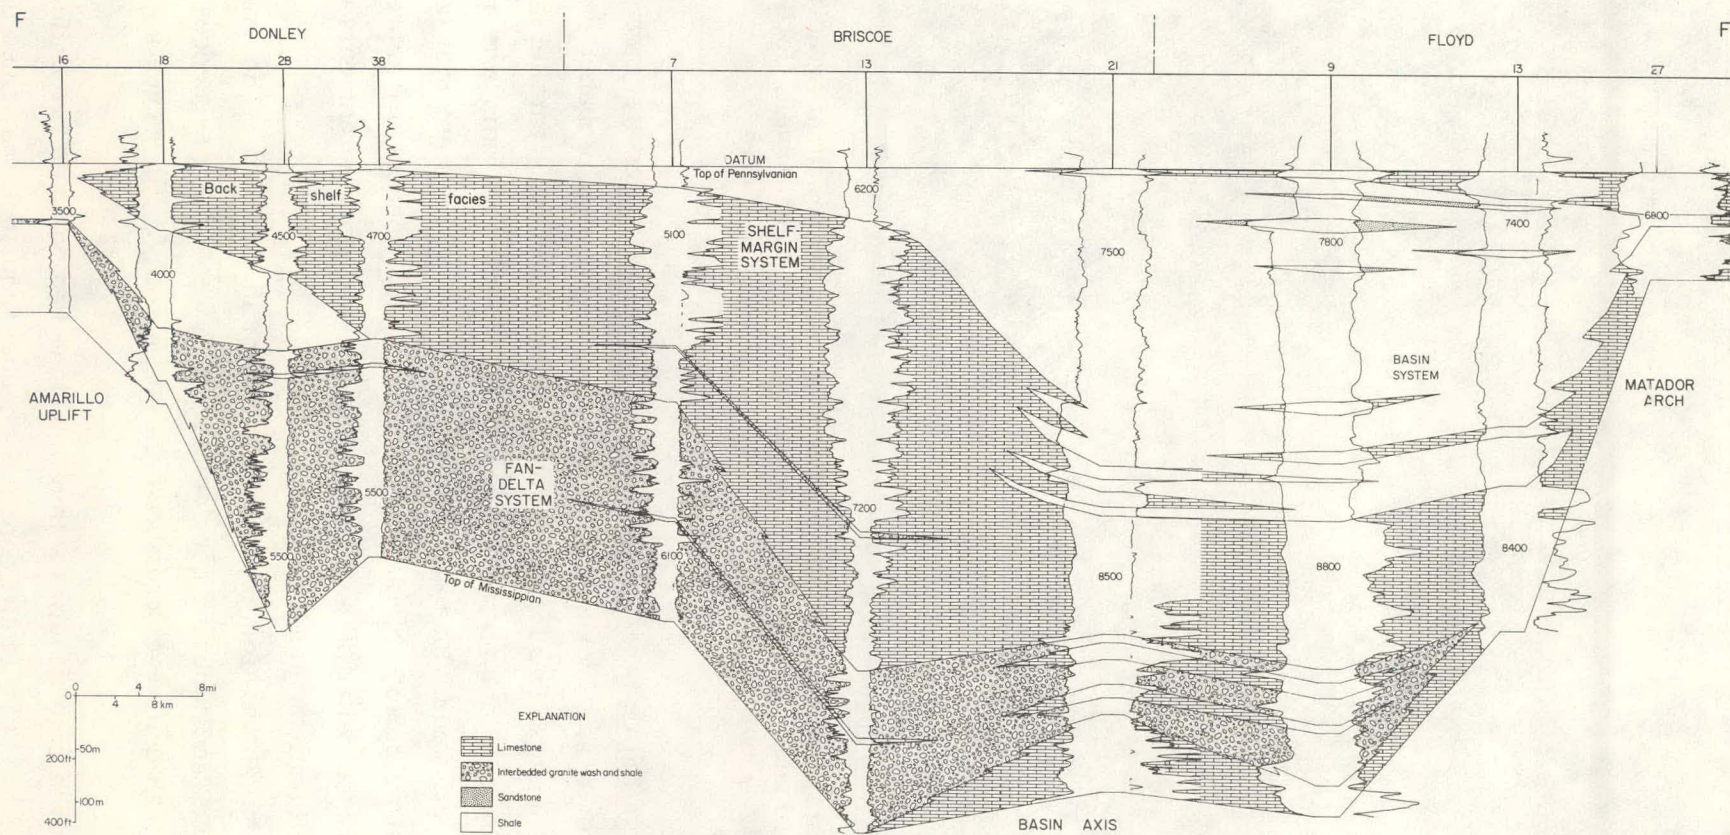 F
F
DONLEY
BRISCOE
FLOYD
16
18
28
38
7
13
21
9
13
27
DATUM
Top of Pennsylvanian
Back
shelf
facies
SHELF-
MARGIN
SYSTEM
3500
4000
4500
4700
5100
6200
7500
7800
7400
6800
AMARILLO
UPLIFT
BASIN
SYSTEM
MATADOR
ARCH
FAN-
DELTA
SYSTEM
5500
5500
6100
7200
8500
8800
8400
Top of Mississippian
BASIN AXIS
0 4 8mi
0
4 8 km
50m
200ft
100m
400ft
EXPLANATION
Limestone
Interbedded granite wash and shale
Sandstone
Shale